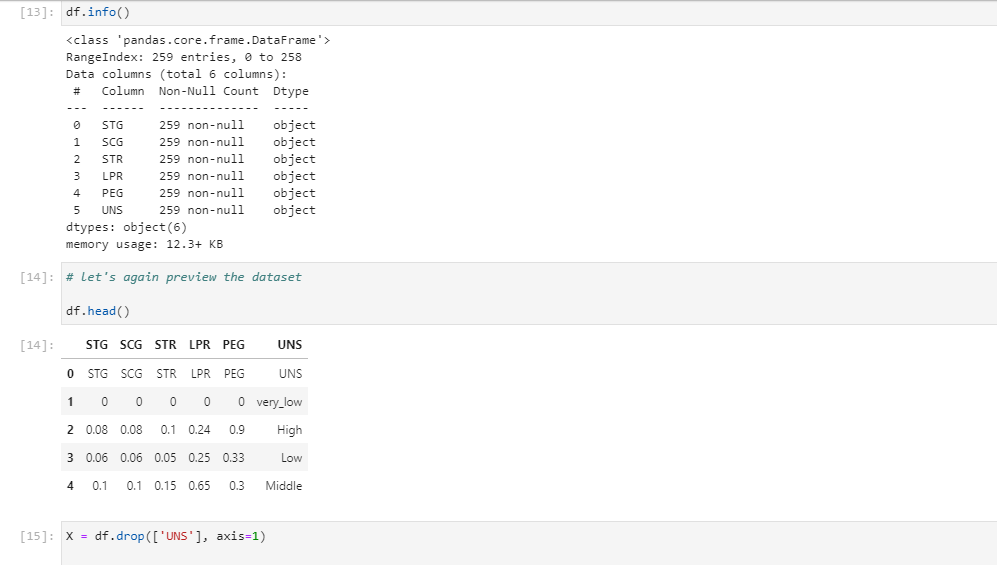 [13]: df.info()
<class 'pandas.core.frame.DataFrame'>
RangeIndex: 259 entries, 0 to 258
Data columns (total 6 columns):
 #   Column  Non-Null Count  Dtype
---  ------  --------------  -----
 0   STG     259 non-null    object
 1   SCG     259 non-null    object
 2   STR     259 non-null    object
 3   LPR     259 non-null    object
 4   PEG     259 non-null    object
 5   UNS     259 non-null    object
dtypes: object(6)
memory usage: 12.3+ KB
[14]: # let's again preview the dataset
df.head()
[14]: STG SCG STR LPR PEG UNS
0 STG SCG STR LPR PEG UNS
1 0 0 0 0 0 very_low
2 0.08 0.08 0.1 0.24 0.9 High
3 0.06 0.06 0.05 0.25 0.33 Low
4 0.1 0.1 0.15 0.65 0.3 Middle
[15]: X = df.drop(['UNS'], axis=1)